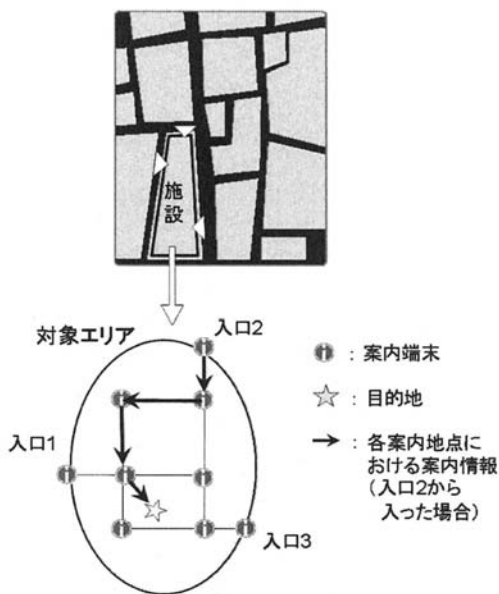 施設
対象エリア
入口2
入口1
入口3
: 案内端末
: 目的地
: 各案内地点に
おける案内情報
(入口2から
入った場合)